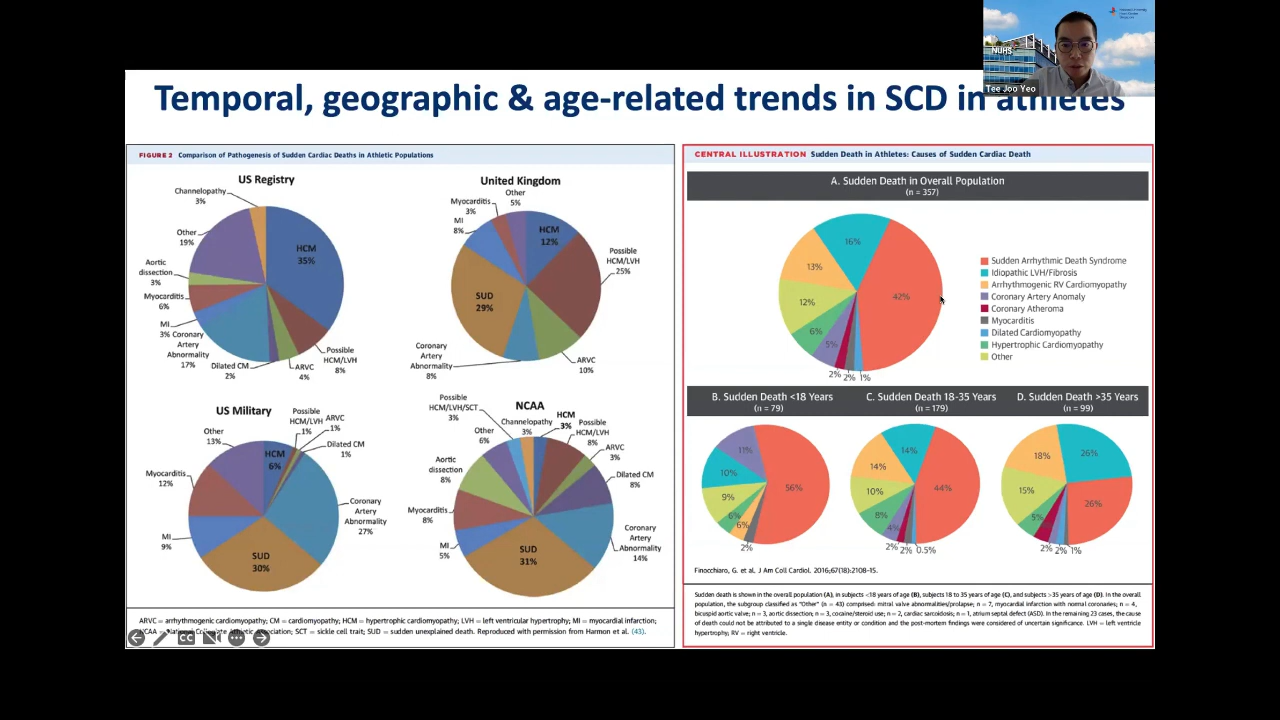 NUHS
Tee Joo Yeo
Temporal, geographic & age-related trends in SCD in athletes
FIGURE 2 Comparison of Pathogenesis of Sudden Cardiac Deaths in Athletic Populations
US Registry
Channelopathy
3%
Other
19%
Aortic
dissection
3%
Myocarditis
6%
MI
3%
Coronary
Artery
Abnormality
17%
Dilated CM
2%
ARVC
4%
Possible
HCM/LVH
8%
HCM
35%
United Kingdom
Other
5%
Myocarditis
3%
MI
8%
HCM
12%
Possible
HCM/LVH
25%
SUD
29%
Coronary
Artery
Abnormality
8%
ARVC
10%
US Military
Possible
HCM/LVH
1%
ARVC
1%
Dilated CM
1%
Other
13%
HCM
6%
Myocarditis
12%
Coronary
Artery
Abnormality
27%
MI
9%
SUD
30%
NCAA
Possible
HCM/LVH/SCT
3%
Channelopathy
3%
HCM
3%
Possible
HCM/LVH
8%
Other
6%
ARVC
3%
Aortic
dissection
8%
Dilated CM
8%
Myocarditis
8%
Coronary
Artery
Abnormality
14%
MI
5%
SUD
31%
ARVC = arrhythmogenic cardiomyopathy; CM = cardiomyopathy; HCM = hypertrophic cardiomyopathy; LVH = left ventricular hypertrophy; MI = myocardial infarction;
NCAA = National Collegiate Athletic Association; SCT = sickle cell trait; SUD = sudden unexplained death. Reproduced with permission from Harmon et al. (43).
CENTRAL ILLUSTRATION Sudden Death in Athletes: Causes of Sudden Cardiac Death
A. Sudden Death in Overall Population
(n = 357)
16%
13%
42%
12%
6%
5%
2%
2%
1%
Sudden Arrhythmic Death Syndrome
Idiopathic LVH/Fibrosis
Arrhythmogenic RV Cardiomyopathy
Coronary Artery Anomaly
Coronary Atheroma
Myocarditis
Dilated Cardiomyopathy
Hypertrophic Cardiomyopathy
Other
B. Sudden Death <18 Years
(n = 79)
C. Sudden Death 18-35 Years
(n = 179)
D. Sudden Death >35 Years
(n = 99)
11%
10%
56%
9%
6%
6%
2%
14%
14%
44%
10%
8%
4%
2%
2%
0.5%
26%
18%
15%
26%
5%
2%
2%
1%
Finocchiaro, G. et al. J Am Coll Cardiol. 2016;67(18):2108-15.
Sudden death is shown in the overall population (A), in subjects <18 years of age (B), subjects 18 to 35 years of age (C), and subjects >35 years of age (D). In the overall
population, the subgroup classified as "Other" (n = 43) comprised: mitral valve abnormalities/prolapse; n = 7, myocardial infarction with normal coronaries; n = 4,
bicuspid aortic valve; n = 3, aortic dissection; n = 3, cocaine/stimulant; n = 2, cardiac sarcoidosis; n = 1, atrium septal defect (ASD). In the remaining 23 cases, the cause
of death could not be attributed to a single disease entity or condition and the post-mortem findings were considered of uncertain significance. LVH = left ventricle
hypertrophy; RV = right ventricle.